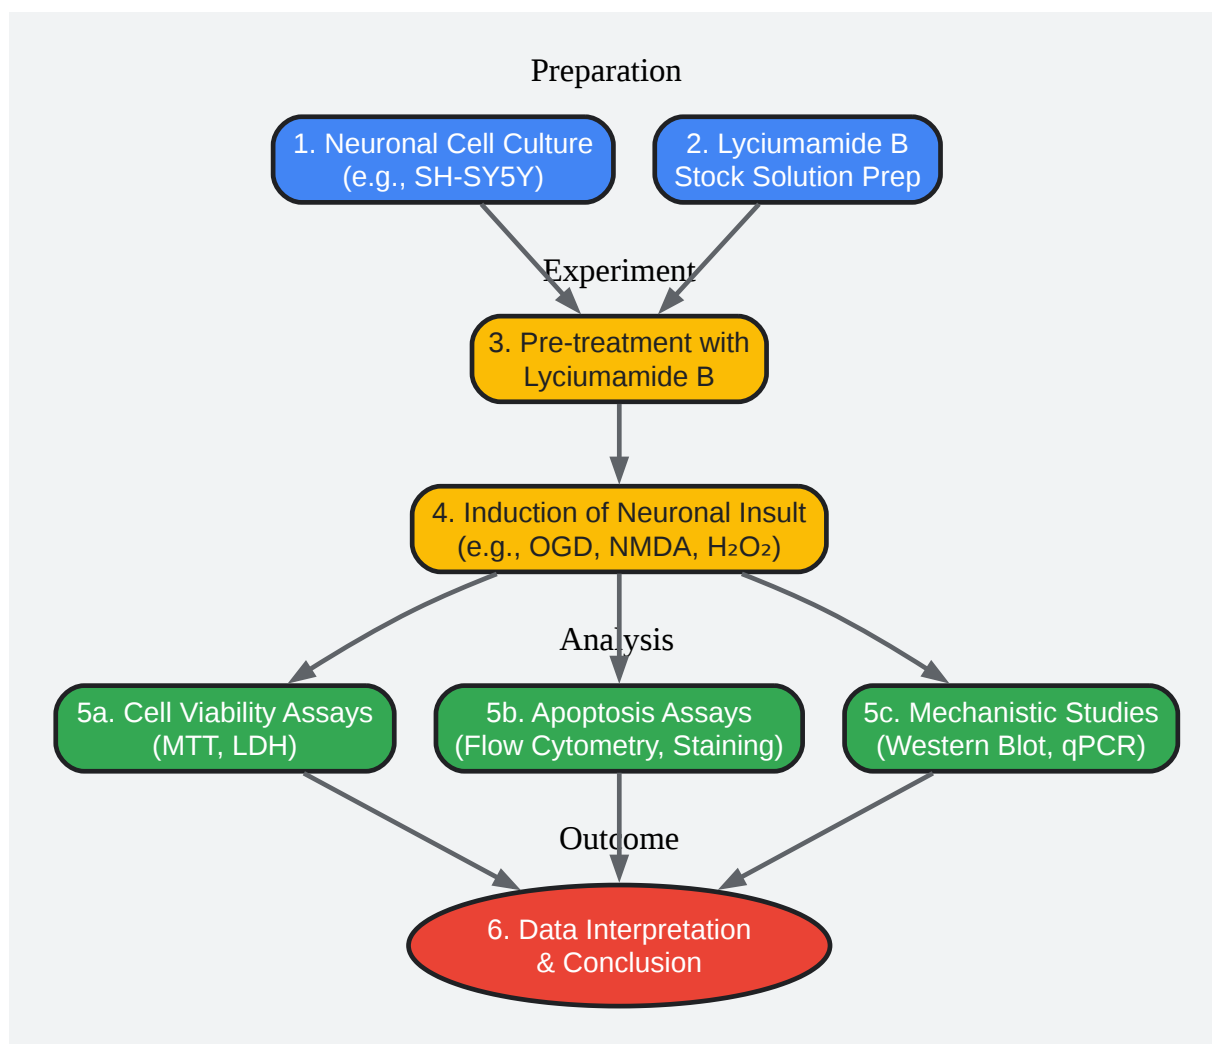 Preparation
1. Neuronal Cell Culture
(e.g., SH-SY5Y)
2. Lyciumamide B
Stock Solution Prep
Experiment
3. Pre-treatment with
Lyciumamide B
4. Induction of Neuronal Insult
(e.g., OGD, NMDA, H₂O₂)
Analysis
5a. Cell Viability Assays
(MTT, LDH)
5b. Apoptosis Assays
(Flow Cytometry, Staining)
5c. Mechanistic Studies
(Western Blot, qPCR)
Outcome
6. Data Interpretation
& Conclusion